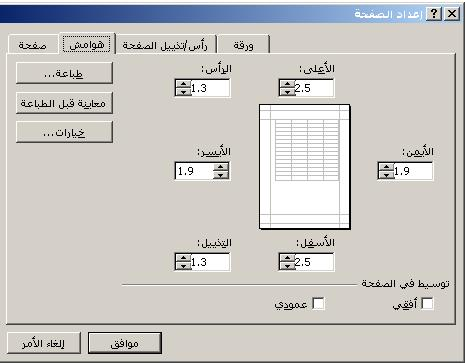 إعداد الصفحة
صفحة
هوامش
رأس/تذييل الصفحة
ورقة
الأعلى:
الرأس:
2.5
1.3
طباعة...
معاينة قبل الطباعة
خيارات...
الأيمن:
الأيسر:
1.9
1.9
الأسفل:
التذييل:
2.5
1.3
توسيط في الصفحة
أفقي
عمودي
موافق
إلغاء الأمر